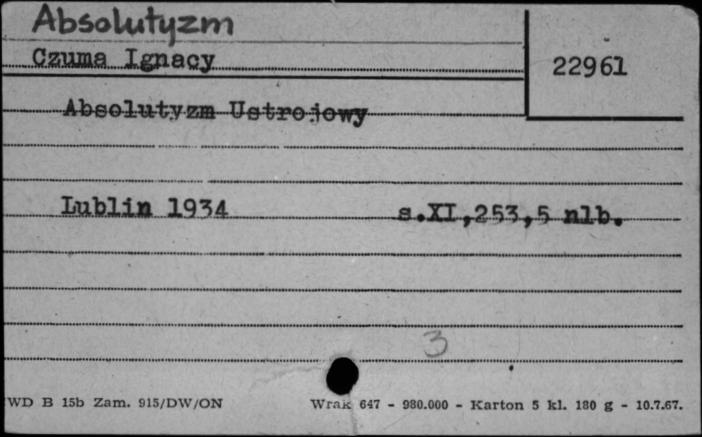 Absolutyzm
Czuma Ignacy
22961
Absolutyzm Ustrojowy
Lublin 1934 s.XI,253,5 nlb.
3
WD B 15b Zam. 915/DW/ON Wrak 647 - 980.000 - Karton 5 kl. 180 g - 10.7.67.